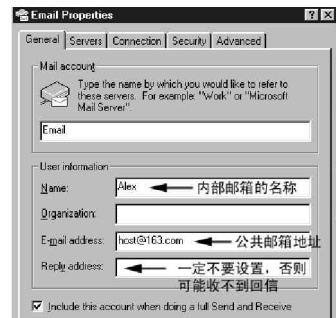 Email Properties
General Servers Connection Security Advanced
Mail account
Type the name by which you would like to refer to
these servers. For example: "Work" or "Microsoft
Mail Server".
Email
User information
Name: Alex 内部邮箱的名称
Organization:
E-mail address: host@163.com 公共邮箱地址
Reply address: 一定不要设置，否则
可能收不到回信
Include this account when doing a full Send and Receive